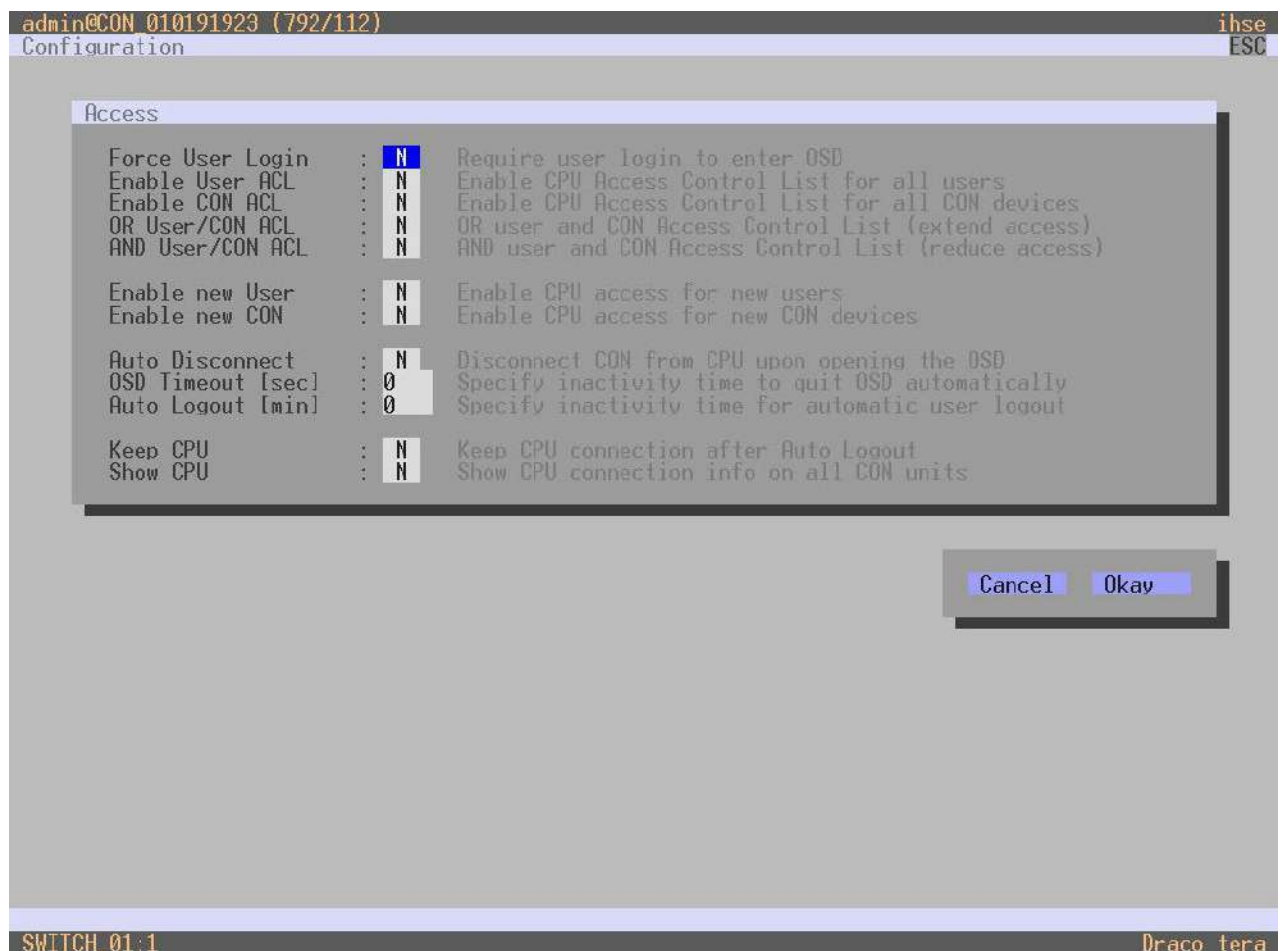 admin@CON_010191923 (792/112) ihse
Configuration ESC
Access
Force User Login : N Require user login to enter OSD
Enable User ACL : N Enable CPU Access Control List for all users
Enable CON ACL : N Enable CPU Access Control List for all CON devices
OR User/CON ACL : N OR user and CON Access Control List (extend access)
AND User/CON ACL : N AND user and CON Access Control List (reduce access)
Enable new User : N Enable CPU access for new users
Enable new CON : N Enable CPU access for new CON devices
Auto Disconnect : N Disconnect CON from CPU upon opening the OSD
OSD Timeout [sec] : 0 Specify inactivity time to quit OSD automatically
Auto Logout [min] : 0 Specify inactivity time for automatic user logout
Keep CPU : N Keep CPU connection after Auto Logout
Show CPU : N Show CPU connection info on all CON units
Cancel Okay
SWITCH_01:1 Draco tera